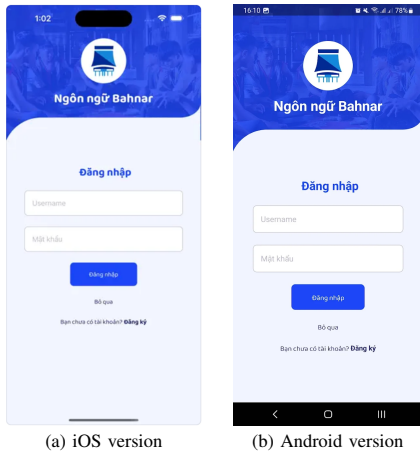 1:02
Ngôn ngữ Bahnar
Đăng nhập
Username
Mật khẩu
Đăng nhập
Bỏ qua
Bạn chưa có tài khoản? Đăng ký
(a) iOS version
16:10
78%
Ngôn ngữ Bahnar
Đăng nhập
Username
Mật khẩu
Đăng nhập
Bỏ qua
Bạn chưa có tài khoản? Đăng ký
(b) Android version